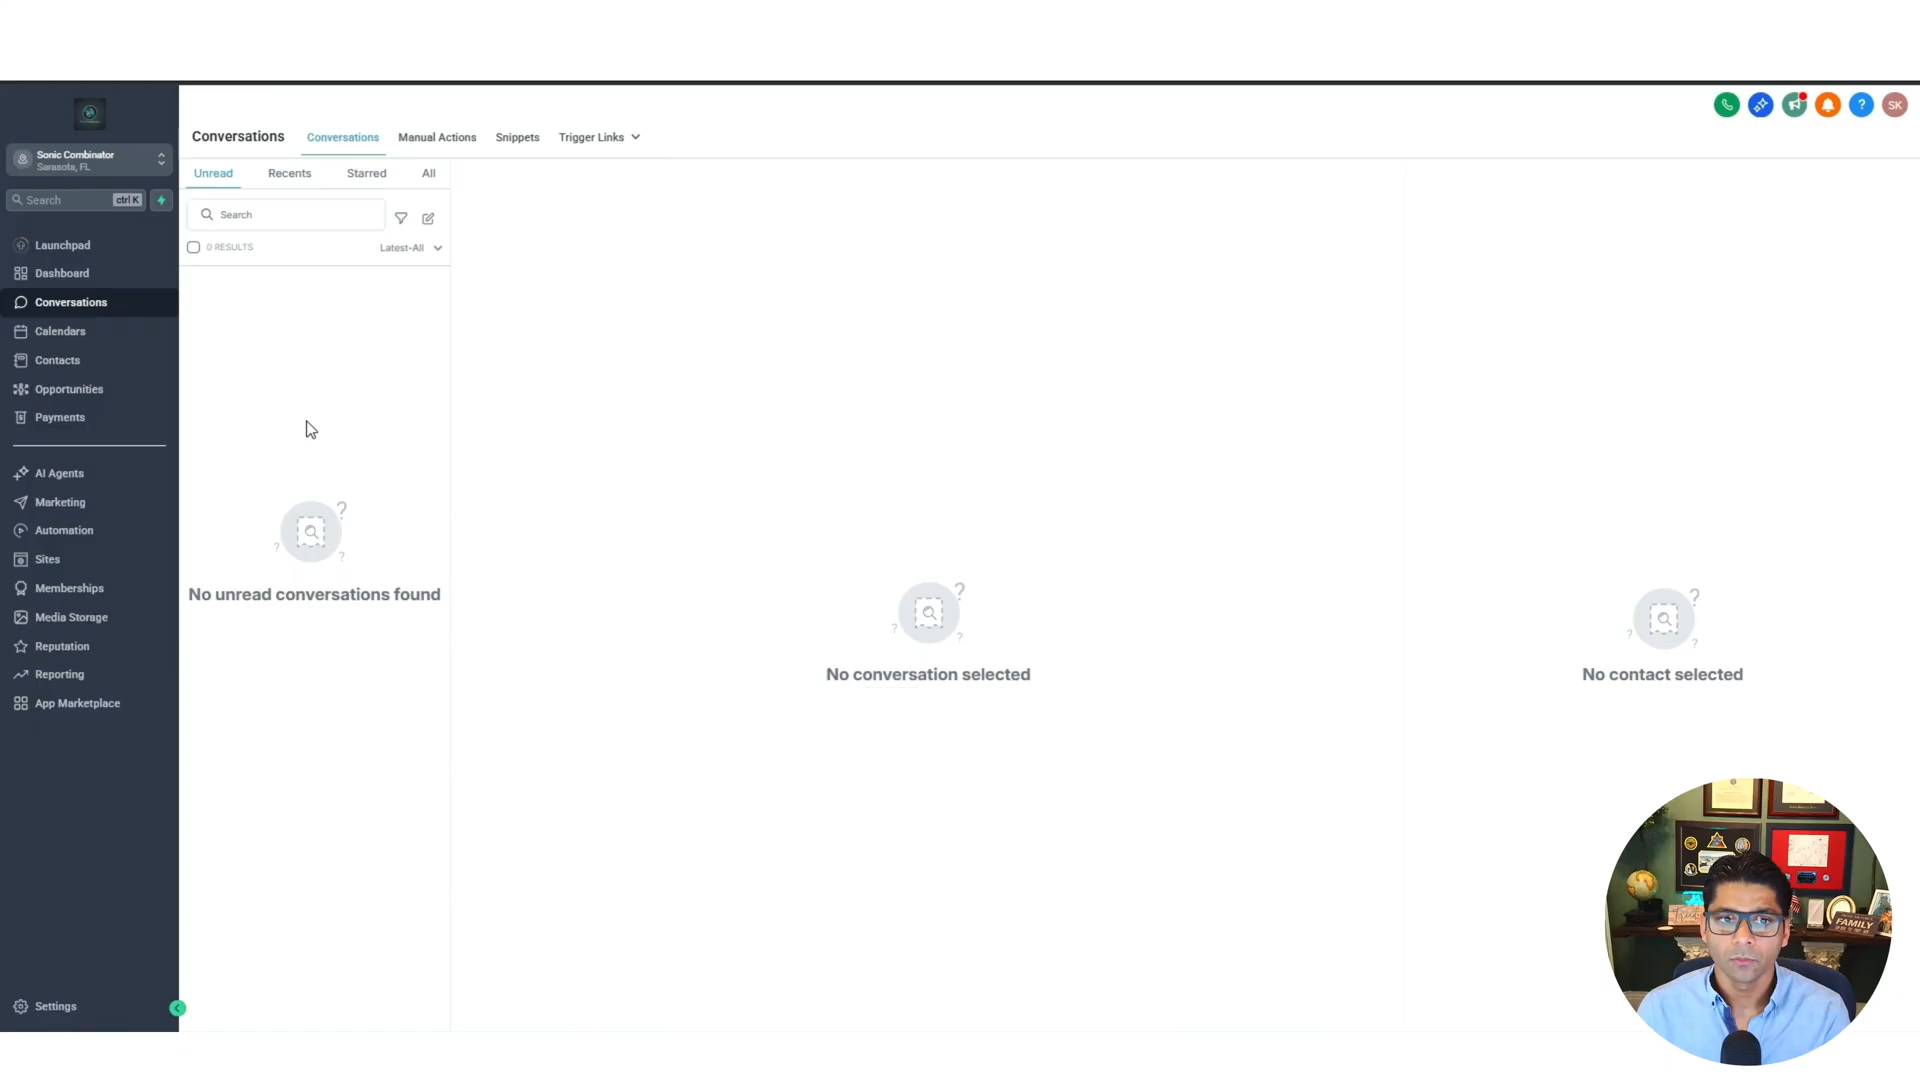 Conversations
Conversations
Manual Actions
Snippets
Trigger Links
SK
Sonic Combinator
Sarasota, FL
Search
ctrl K
Launchpad
Dashboard
Conversations
Calendars
Contacts
Opportunities
Payments
AI Agents
Marketing
Automation
Sites
Memberships
Media Storage
Reputation
Reporting
App Marketplace
Settings
Unread
Recents
Starred
All
Search
0 RESULTS
Latest-All
No unread conversations found
No conversation selected
No contact selected
FAMILY